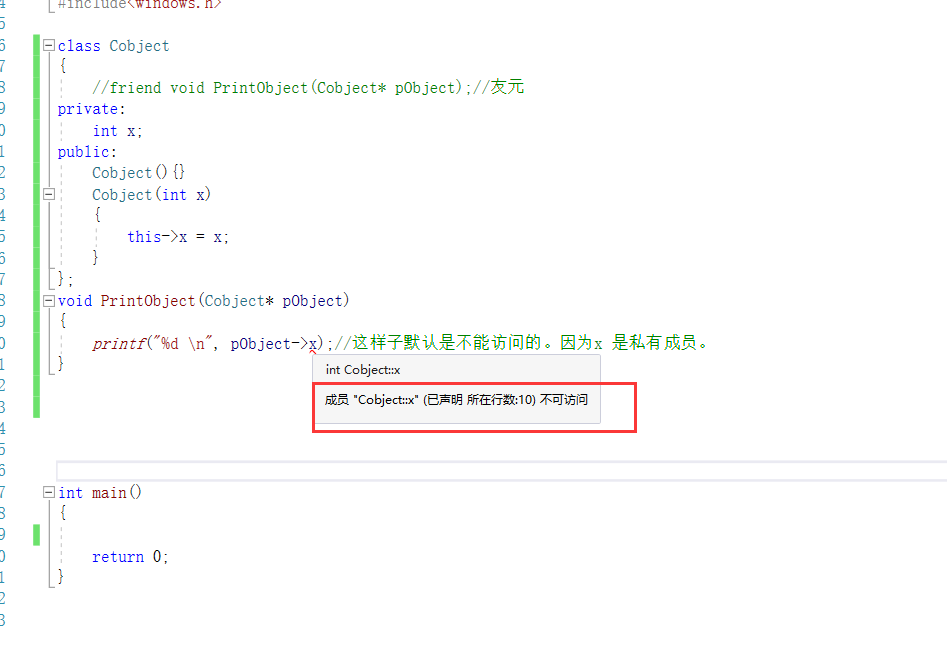 4 #include<windows.h>
5
6 class Cobject
7 {
8 //friend void PrintObject(Cobject* pObject);//友元
9 private:
0 int x;
1 public:
2 Cobject(){}
3 Cobject(int x)
4 {
5 this->x = x;
6 }
7 };
8 void PrintObject(Cobject* pObject)
9 {
0 printf("%d \n", pObject->x);//这样子默认是不能访问的。因为x 是私有成员。
1 }
int Cobject::x
2
成员 "Cobject::x" (已声明 所在行数:10) 不可访问
3
4
5
6
7 int main()
8 {
9
0 return 0;
1 }
2
3